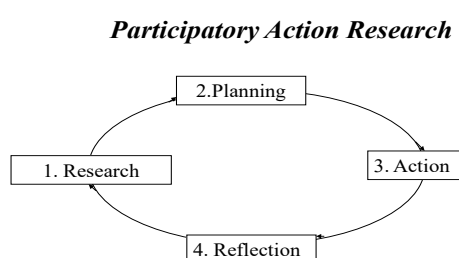 Participatory Action Research
2.Planning
1. Research
3. Action
4. Reflection